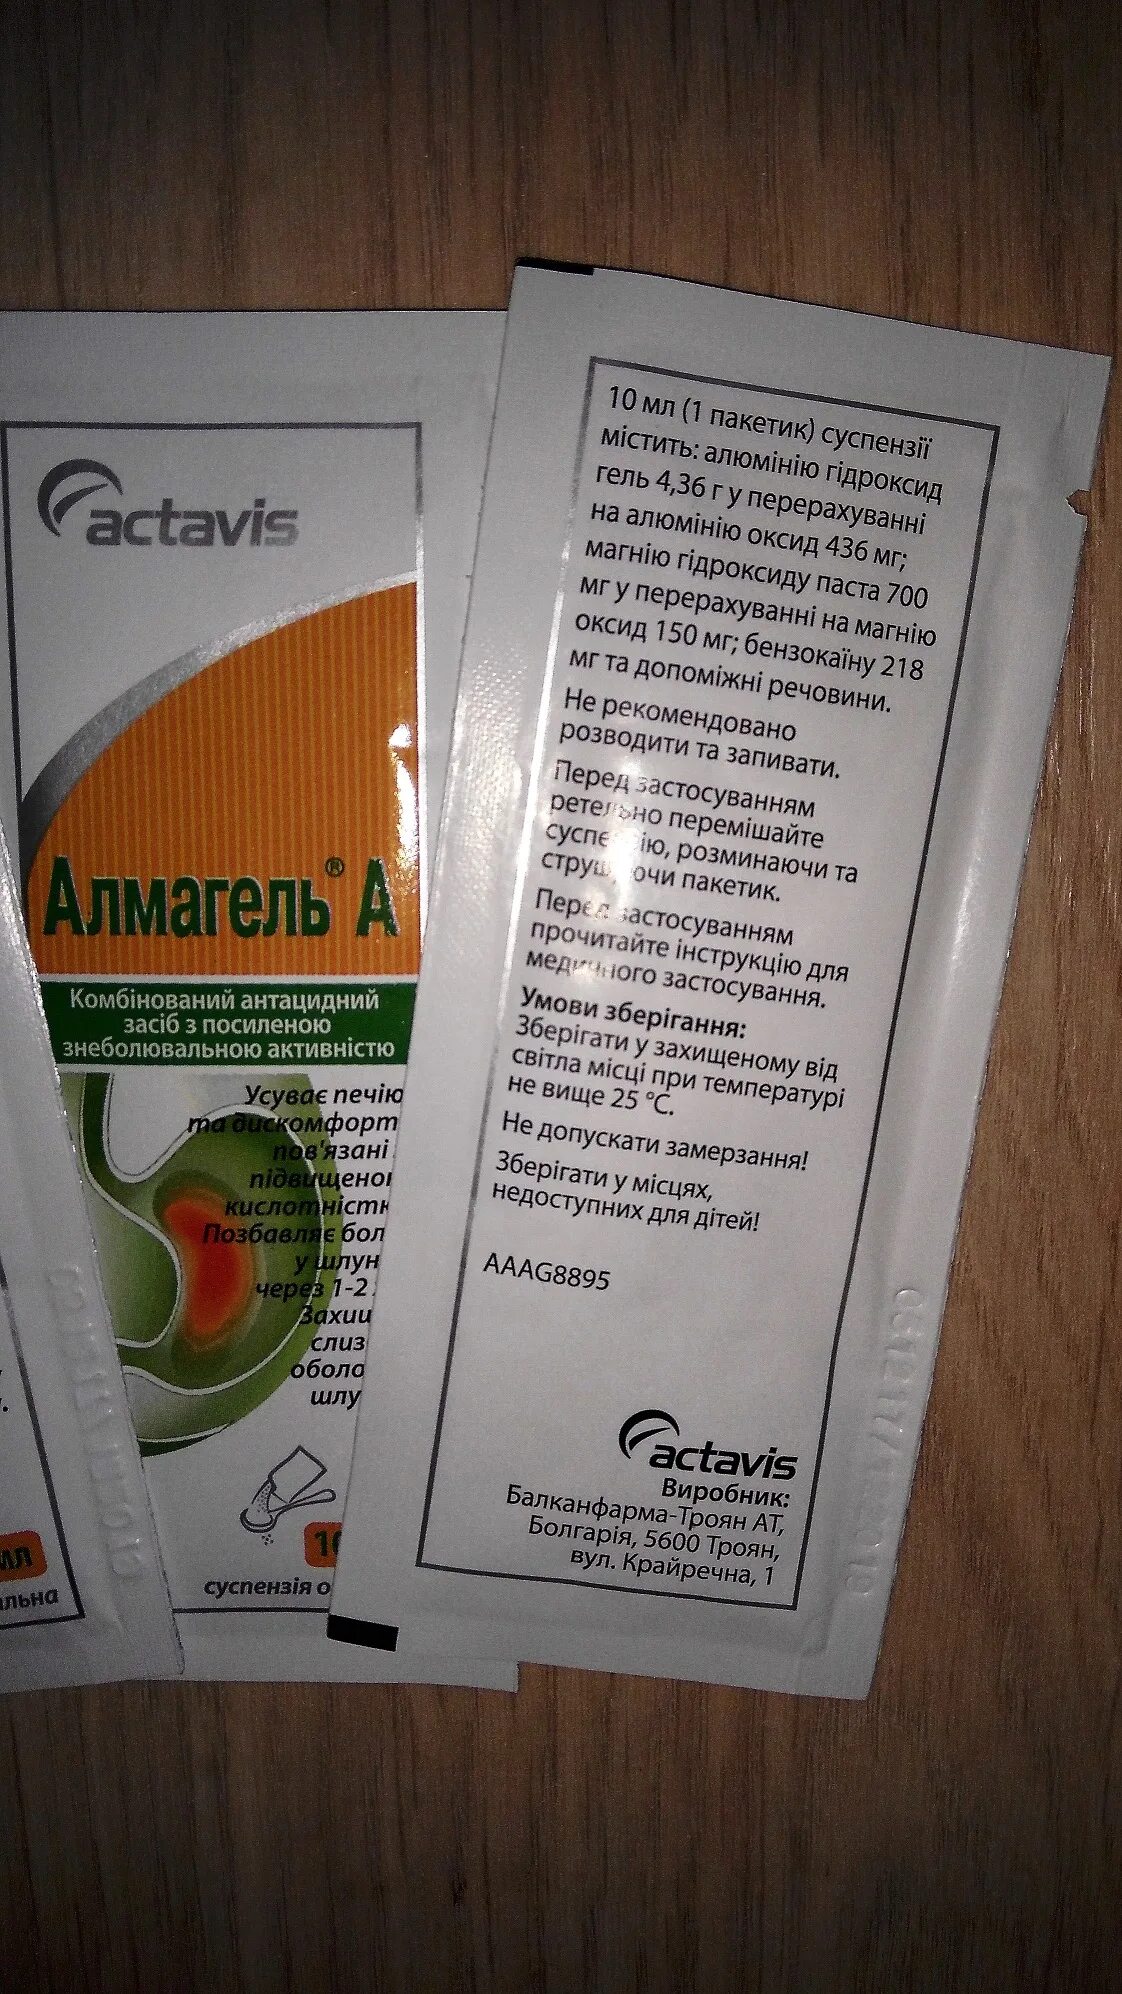 actavis
Алмагель® А
Комбінований антацидний
засіб з посиленою
знеболювальною активністю
Усуває печію
та дискомфорт
пов'язані
підвищеної
кислотністю
Позбавляє бол
у шлун
через 1-2
Захи
слиз
оболо
шлу
10
суспензія о
мл
льна
10 мл (1 пакетик) суспензії
містить: алюмінію гідроксид
гель 4,36 г у перерахуванні
на алюмінію оксид 436 мг;
магнію гідроксиду паста 700
мг у перерахуванні на магнію
оксид 150 мг; бензокаїну 218
мг та допоміжні речовини.
Не рекомендовано
розводити та запивати.
Перед застосуванням
ретельно перемішайте
суспензію, розминаючи та
струшуючи пакетик.
Перед застосуванням
прочитайте інструкцію для
медичного застосування.
Умови зберігання:
Зберігати у захищеному від
світла місці при температурі
не вище 25 °C.
Не допускати замерзання!
Зберігати у місцях,
недоступних для дітей!
AAAG8895
actavis
Виробник:
Балканфарма-Троян АТ,
Болгарія, 5600 Троян,
вул. Крайречна, 1